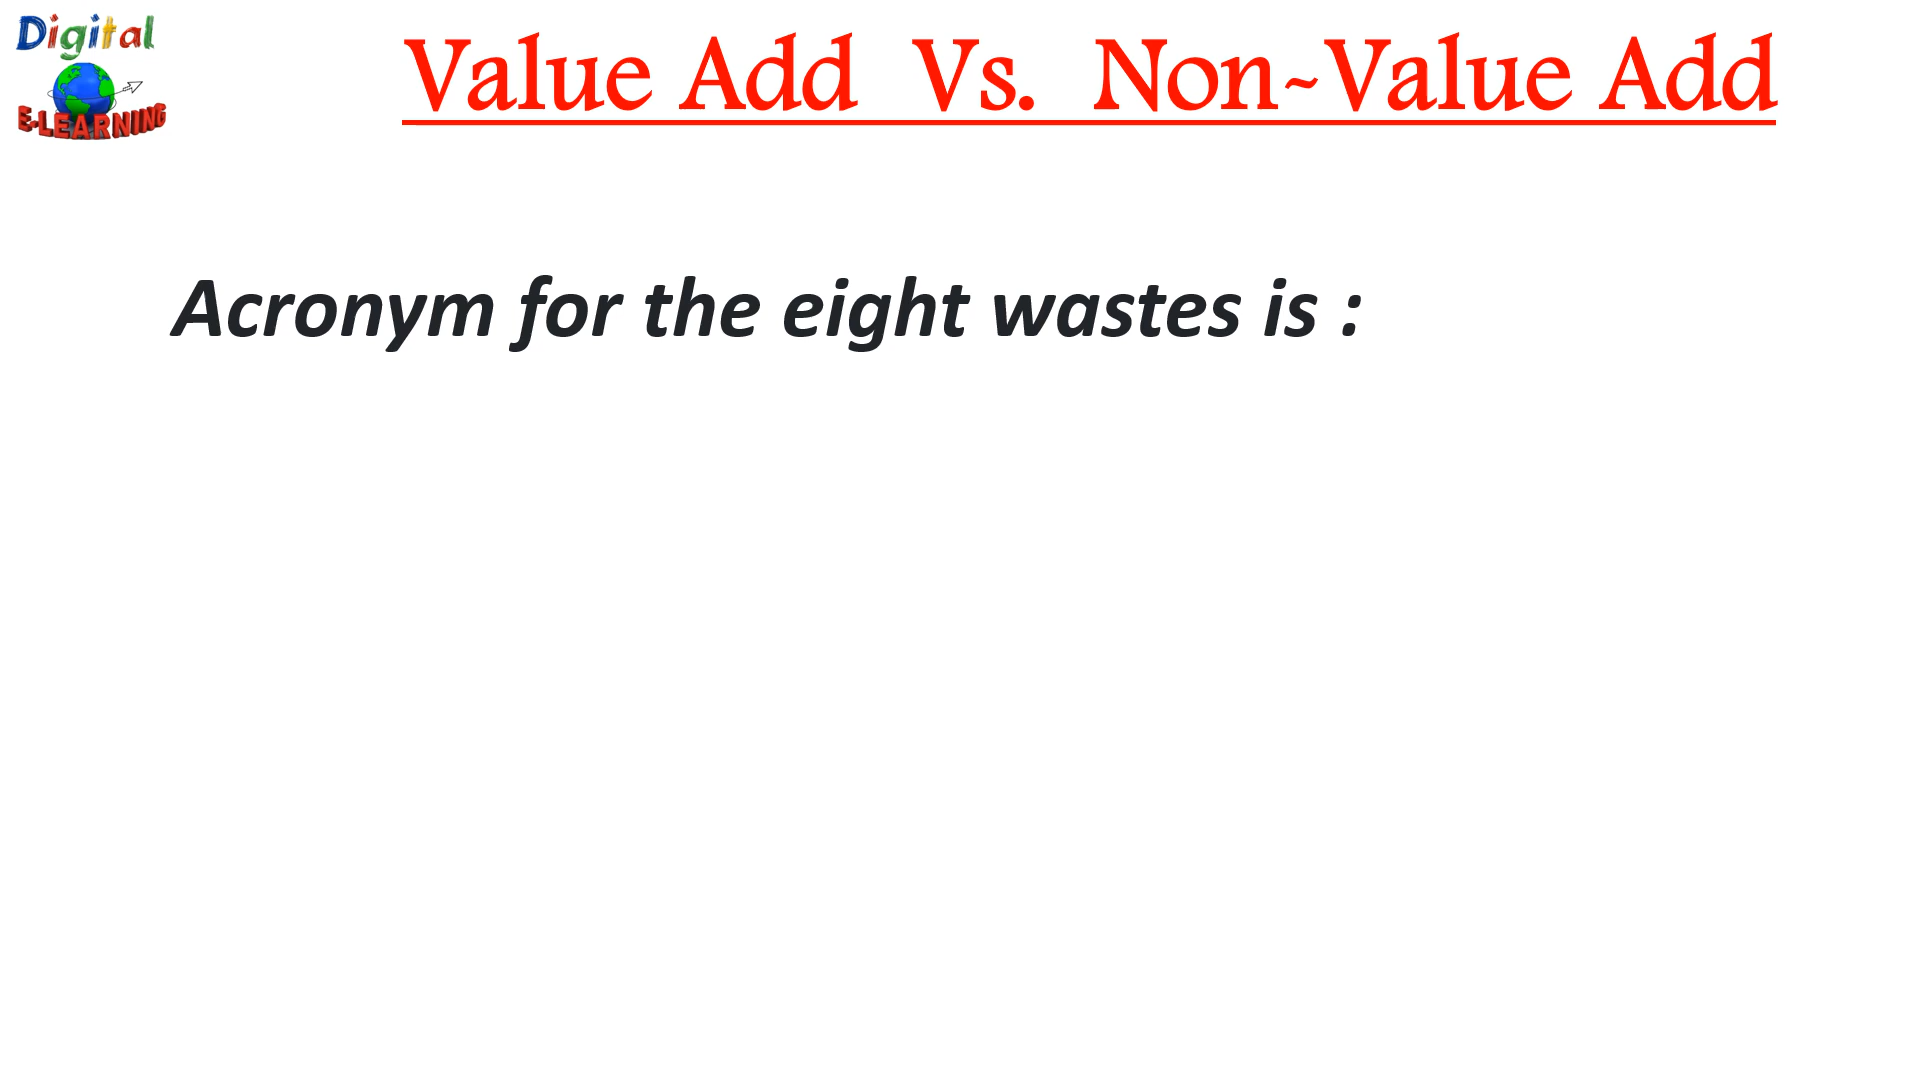 Digital
E-LEARNING
Value Add Vs. Non-Value Add
Acronym for the eight wastes is :